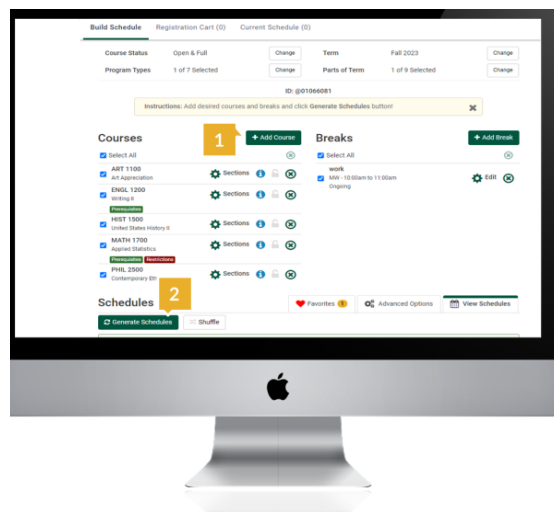 Build Schedule Registration Cart (0) Current Schedule (0)
Course Status Open & Full Change Term Fall 2023 Change
Program Types 1 of 7 Selected Change Parts of Term 1 of 9 Selected Change
ID: @01066081
Instructions: Add desired courses and breaks and click Generate Schedules button!
Courses 1 + Add Course Breaks + Add Break
Select All Select All
ART 1100 Sections work
Art Appreciation MW - 10:00am to 11:00am Edit
ENGL 1200 Sections Ongoing
Writing II
Prerequisites
HIST 1500 Sections
United States History II
MATH 1700 Sections
Applied Statistics
Prerequisites Restrictions
PHIL 2500 Sections
Contemporary Eth
Schedules 2 Favorites 1 Advanced Options View Schedules
Generate Schedules Shuffle